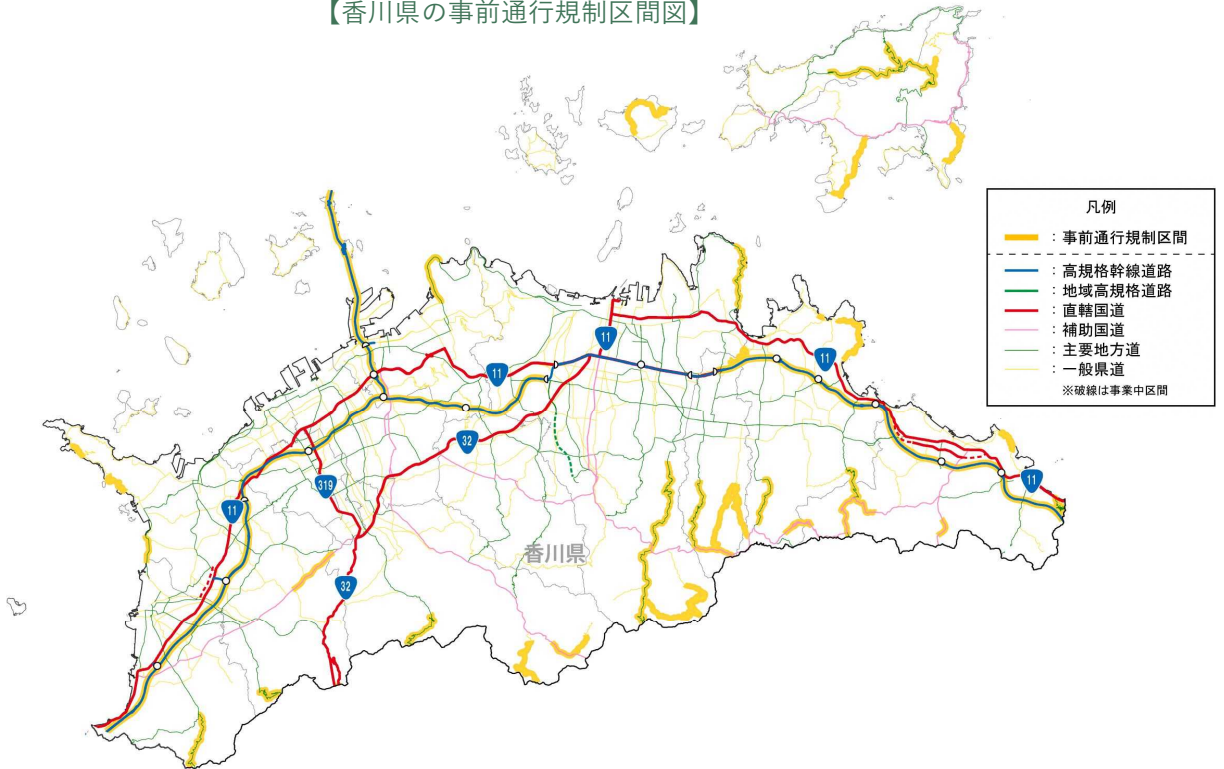 【香川県の事前通行規制区間図】
凡例
：事前通行規制区間
：高規格幹線道路
：地域高規格道路
：直轄国道
：補助国道
：主要地方道
：一般県道
※破線は事業中区間
11
11
11
32
319
11
11
32
香川県